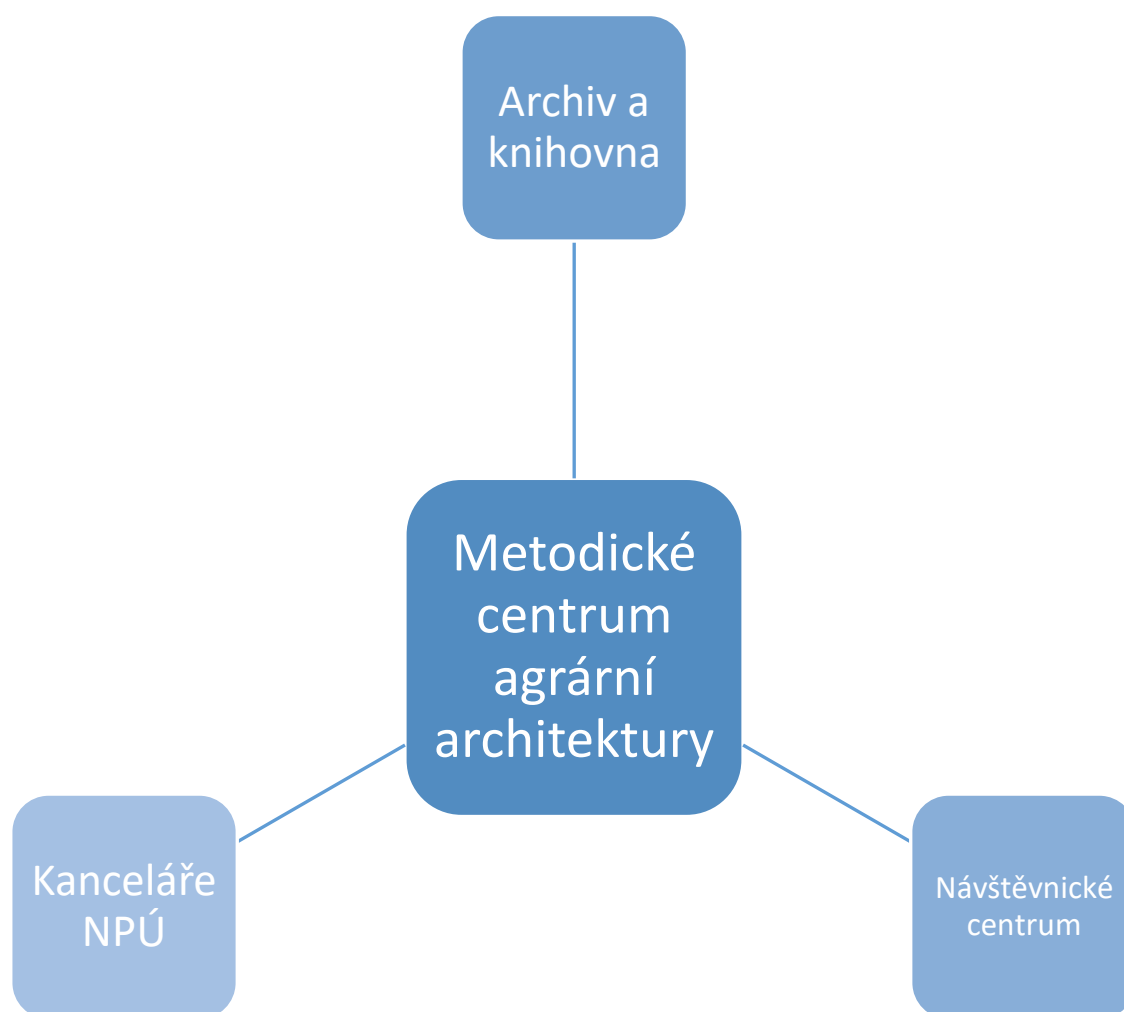 Archiv a
knihovna
Metodické
centrum
agrární
architektury
Kanceláře
NPÚ
Návštěvnické
centrum